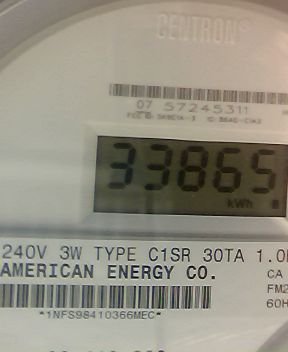 CENTRON®
07 57245311
33865
kWh
240V 3W TYPE C1SR 30TA 1.0
AMERICAN ENERGY CO.
CA
FM2
60H
*1NFS98410366MEC*